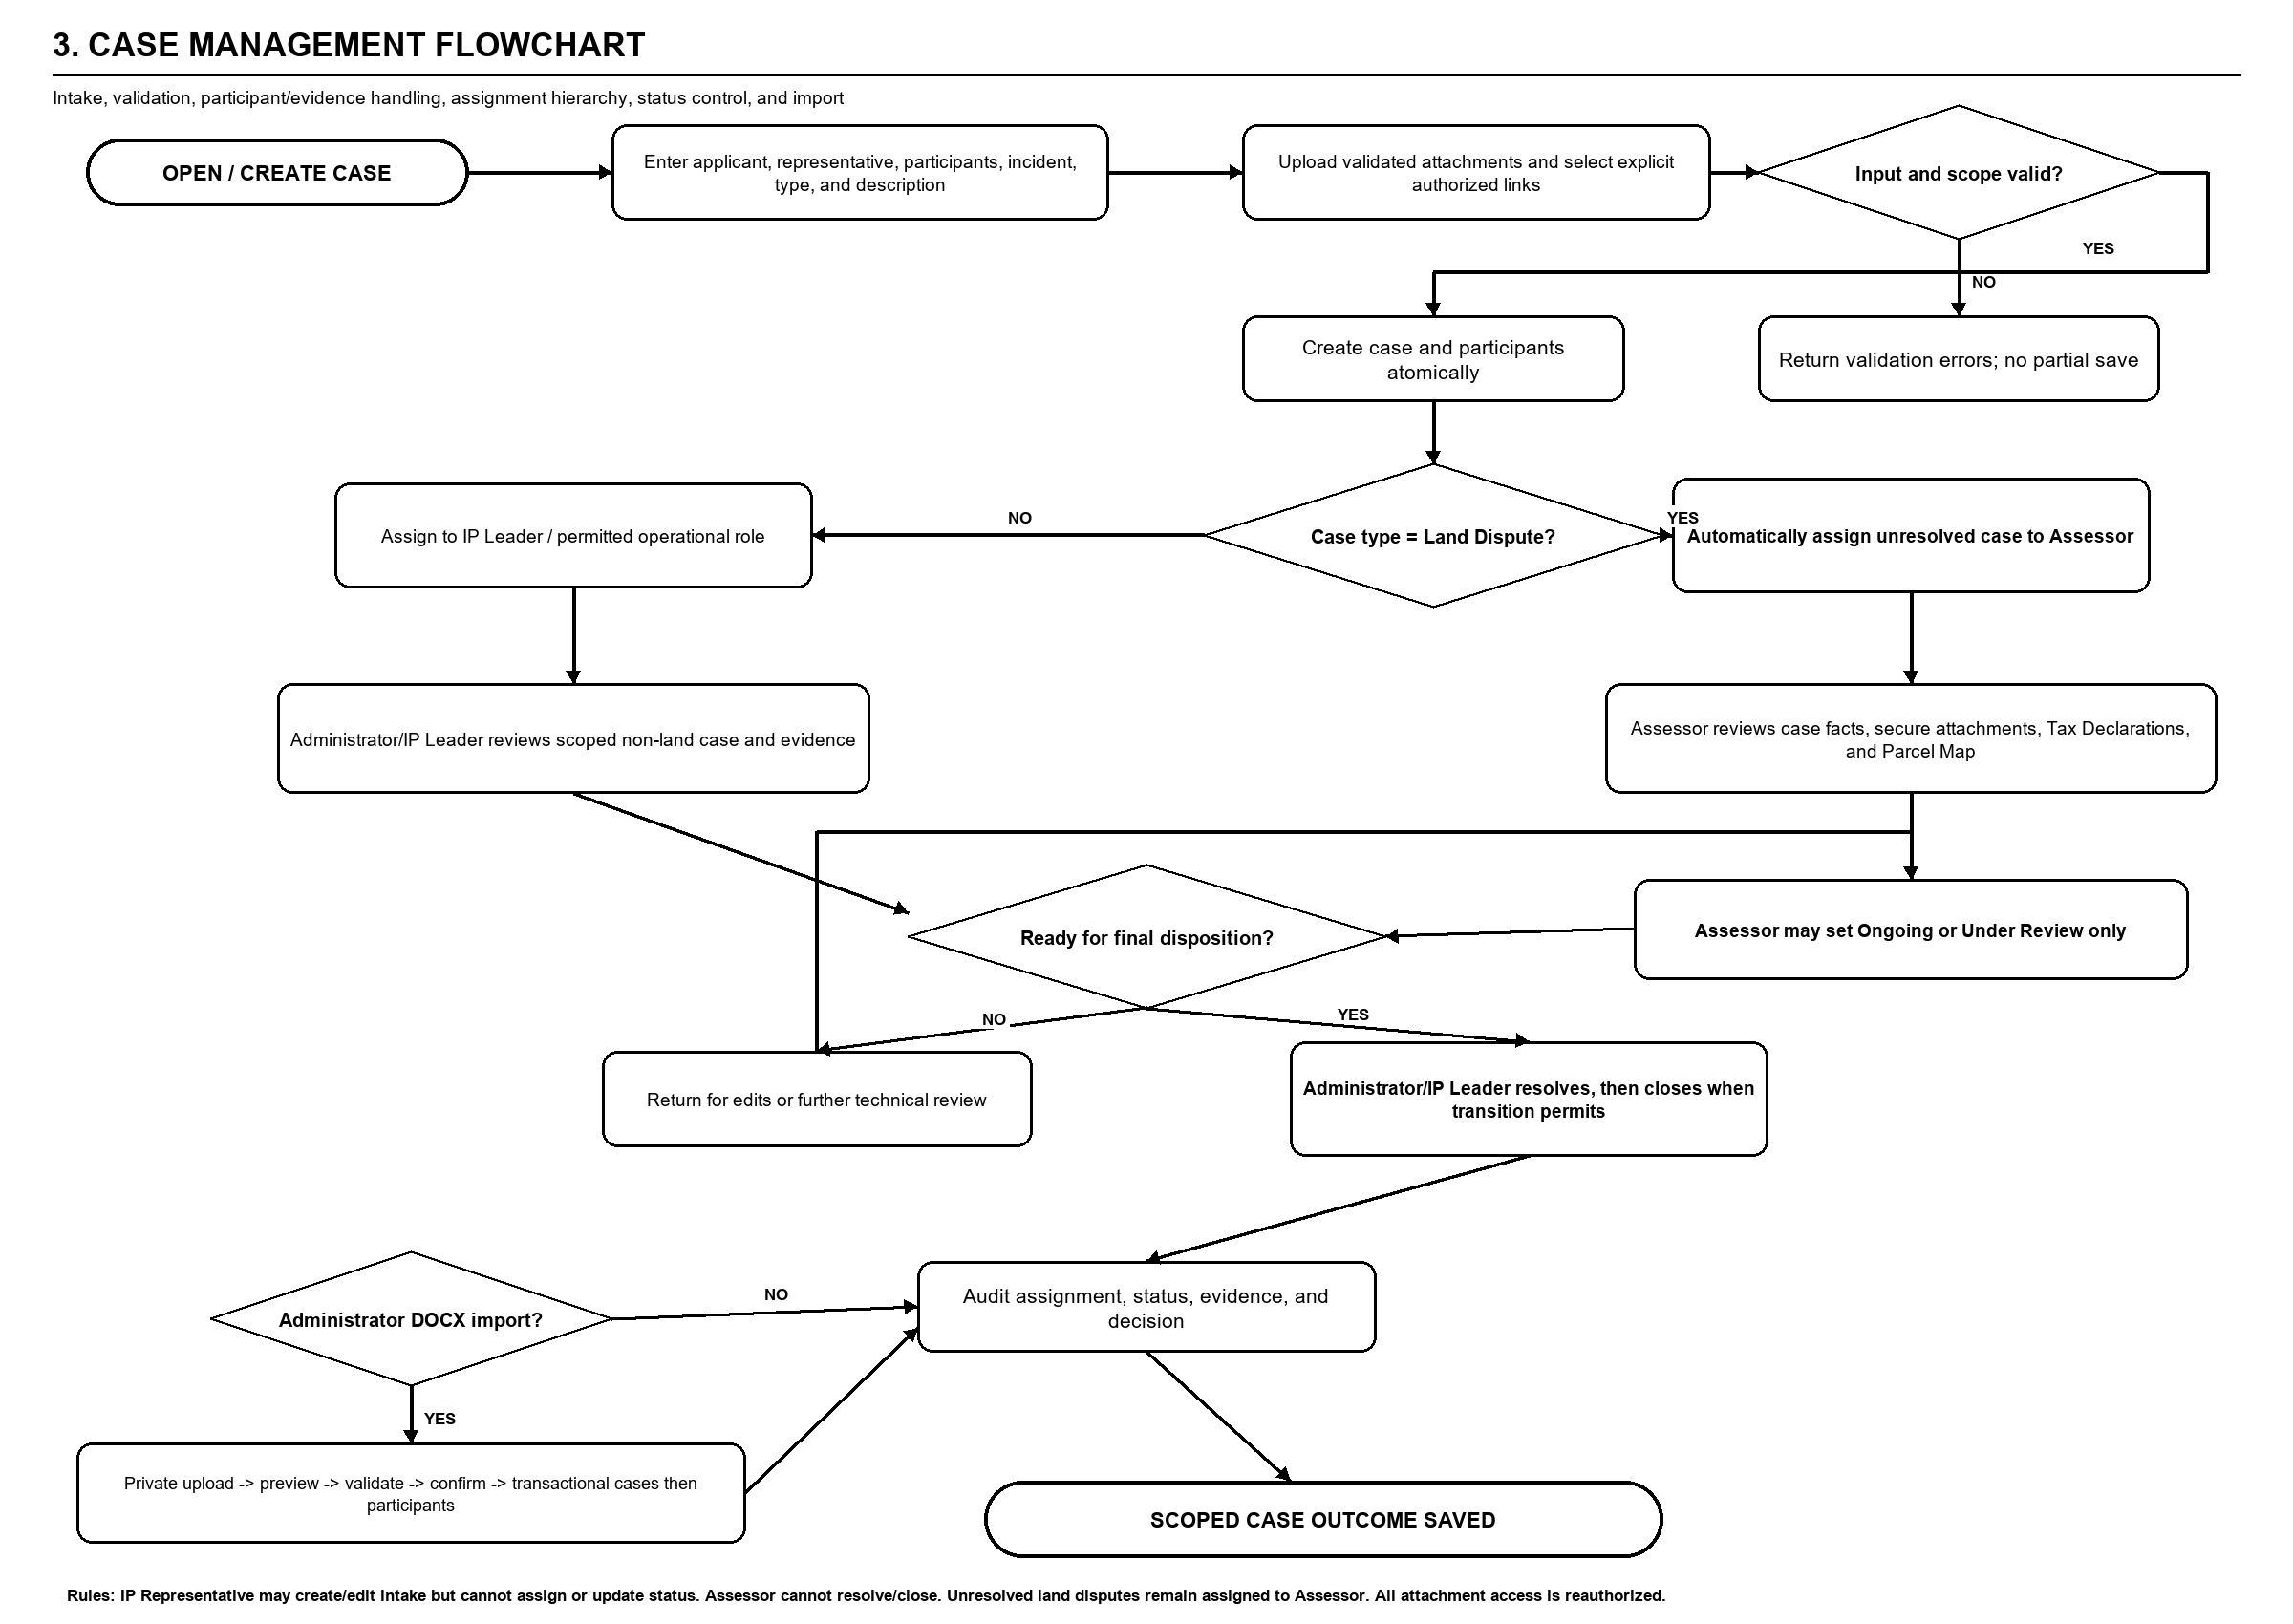 3. CASE MANAGEMENT FLOWCHART
Intake, validation, participant/evidence handling, assignment hierarchy, status control, and import
OPEN / CREATE CASE
Enter applicant, representative, participants, incident,
type, and description
Upload validated attachments and select explicit
authorized links
Input and scope valid?
YES
NO
Create case and participants
atomically
Return validation errors; no partial save
Assign to IP Leader / permitted operational role
NO
Case type = Land Dispute?
YES
Automatically assign unresolved case to Assessor
Administrator/IP Leader reviews scoped non-land case and evidence
Assessor reviews case facts, secure attachments, Tax Declarations,
and Parcel Map
Ready for final disposition?
Assessor may set Ongoing or Under Review only
NO
YES
Return for edits or further technical review
Administrator/IP Leader resolves, then closes when
transition permits
Administrator DOCX import?
NO
Audit assignment, status, evidence, and
decision
YES
Private upload -> preview -> validate -> confirm -> transactional cases then
participants
SCOPED CASE OUTCOME SAVED
Rules: IP Representative may create/edit intake but cannot assign or update status. Assessor cannot resolve/close. Unresolved land disputes remain assigned to Assessor. All attachment access is reauthorized.